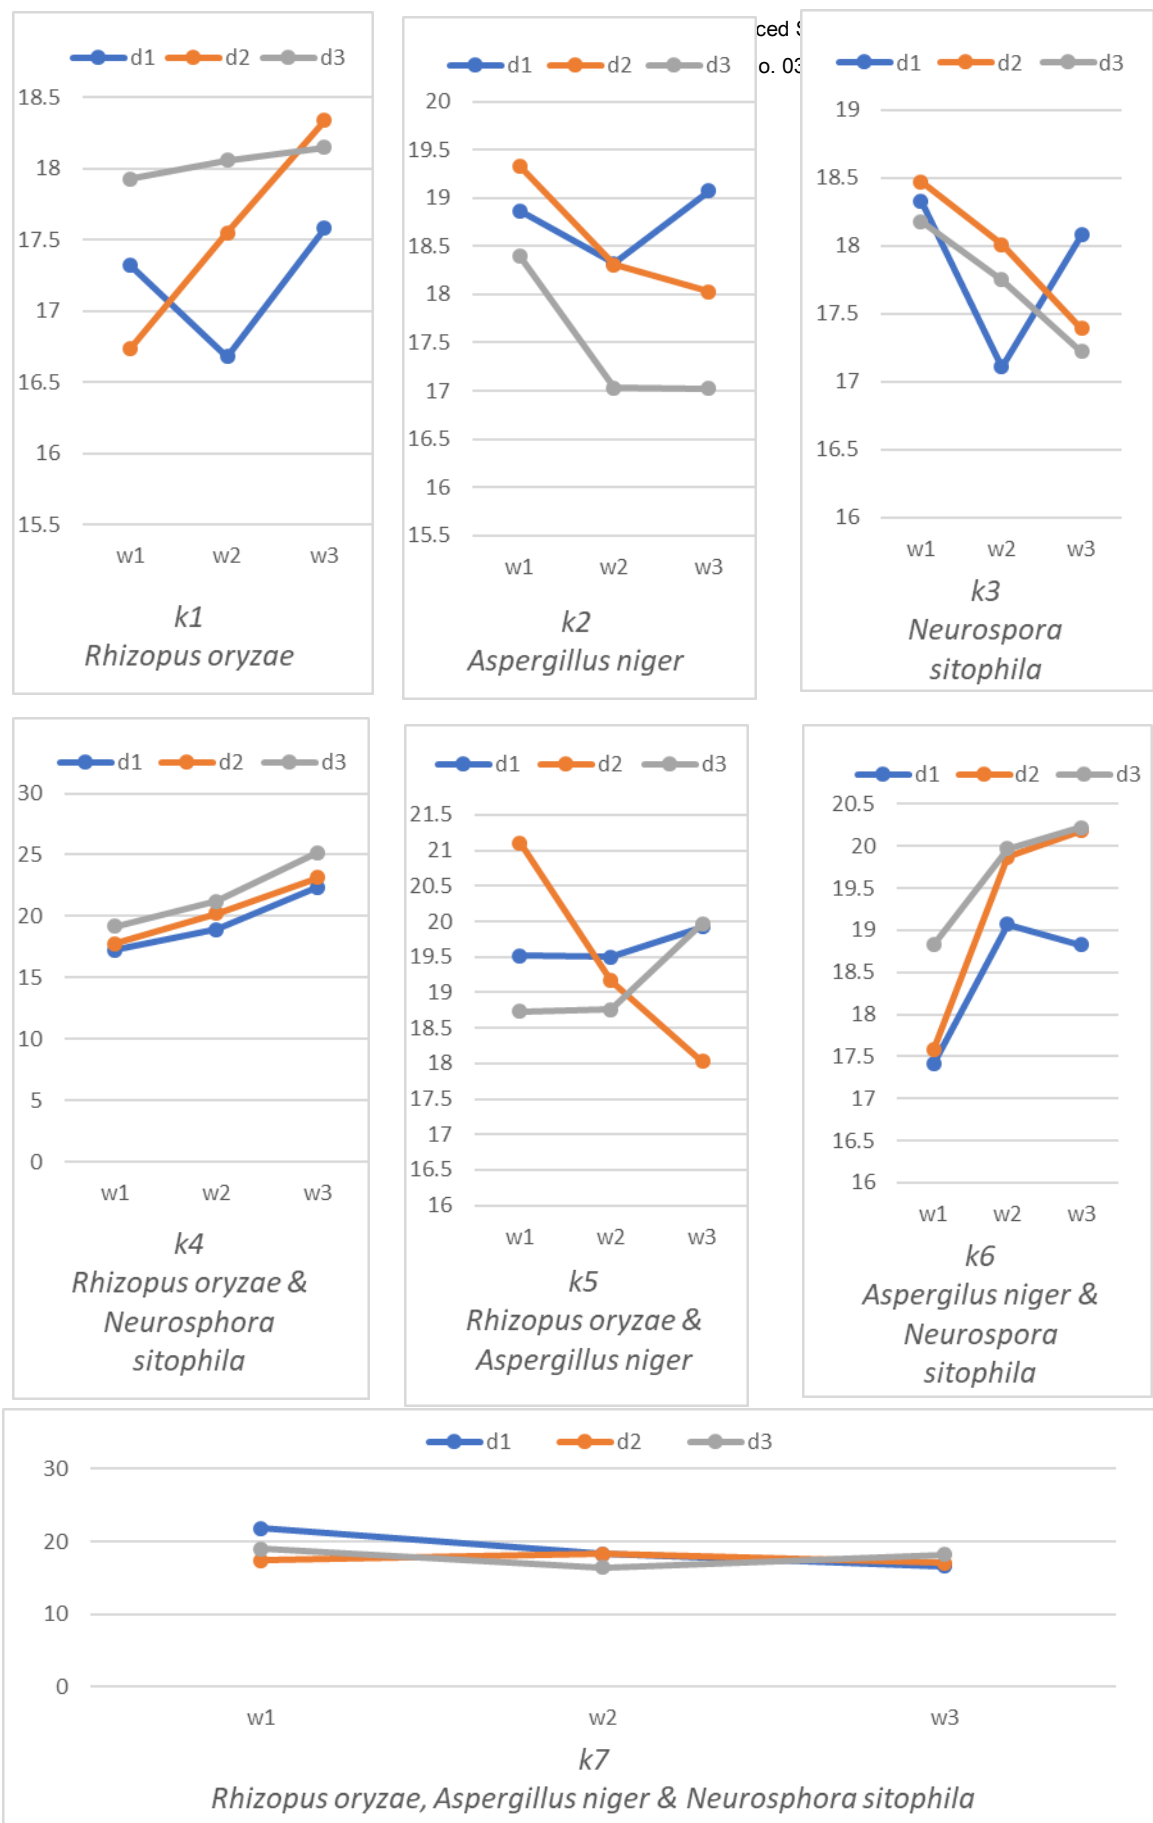 ced S
o. 03
d1 d2 d3
18.5
18
17.5
17
16.5
16
15.5
w1 w2 w3
k1
Rhizopus oryzae
d1 d2 d3
20
19.5
19
18.5
18
17.5
17
16.5
16
15.5
w1 w2 w3
k2
Aspergillus niger
d1 d2 d3
19
18.5
18
17.5
17
16.5
16
w1 w2 w3
k3
Neurospora
sitophila
d1 d2 d3
30
25
20
15
10
5
0
w1 w2 w3
k4
Rhizopus oryzae &
Neurosphora
sitophila
d1 d2 d3
21.5
21
20.5
20
19.5
19
18.5
18
17.5
17
16.5
16
w1 w2 w3
k5
Rhizopus oryzae &
Aspergillus niger
d1 d2 d3
20.5
20
19.5
19
18.5
18
17.5
17
16.5
16
w1 w2 w3
k6
Aspergilus niger &
Neurospora
sitophila
d1 d2 d3
30
20
10
0
w1 w2 w3
k7
Rhizopus oryzae, Aspergillus niger & Neurosphora sitophila